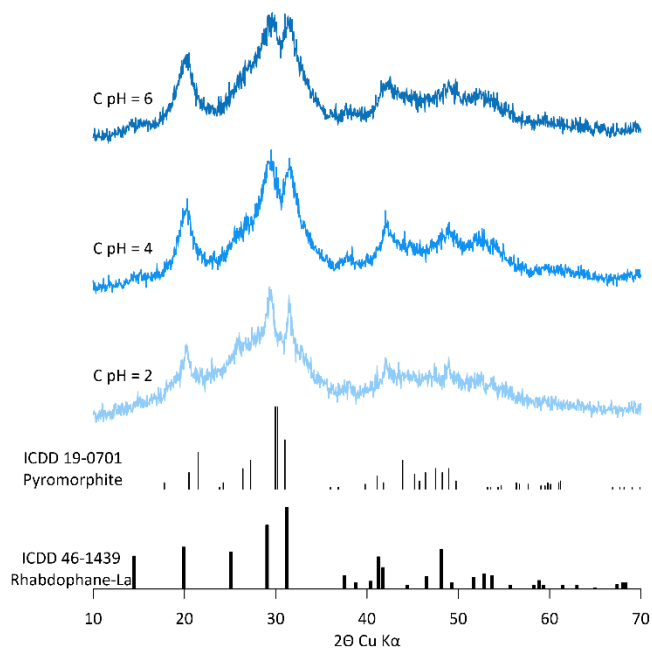 C pH = 6
C pH = 4
C pH = 2
ICDD 19-0701
Pyromorphite
ICDD 46-1439
Rhabdophane-La
10 20 30 40 50 60 70
2Θ Cu Kα